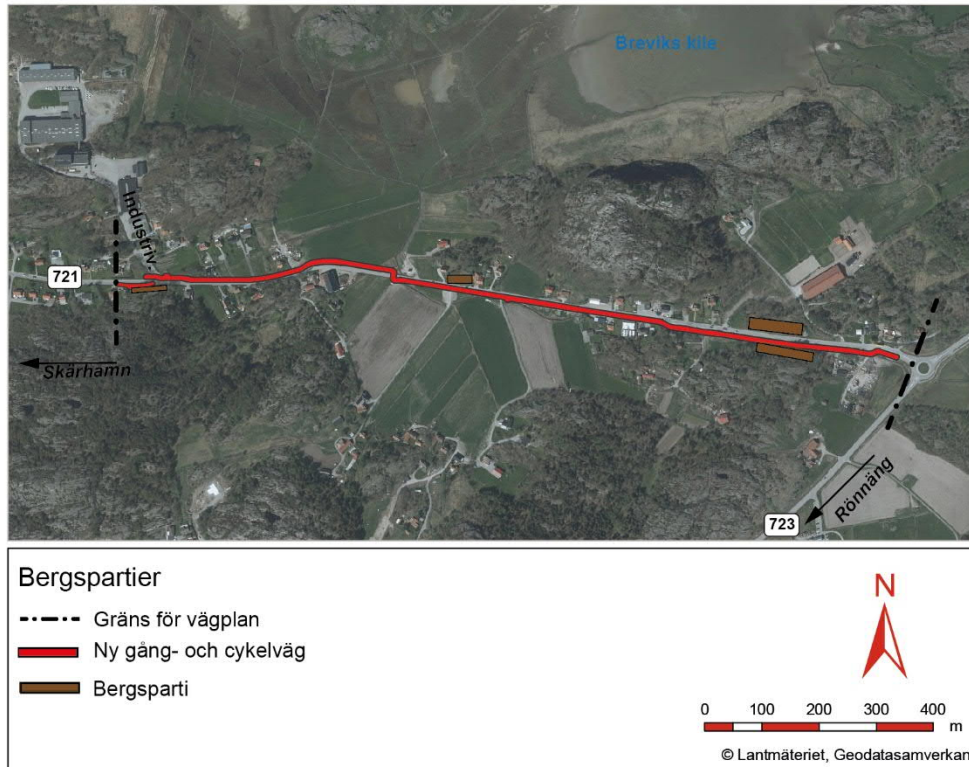 Breviks kile
Industriv.
721
Skärhamn
Rönnäng
723
Bergspartier
Gräns för vägplan
Ny gång- och cykelväg
Bergsparti
N
0 100 200 300 400
m
© Lantmäteriet, Geodatasamverkan